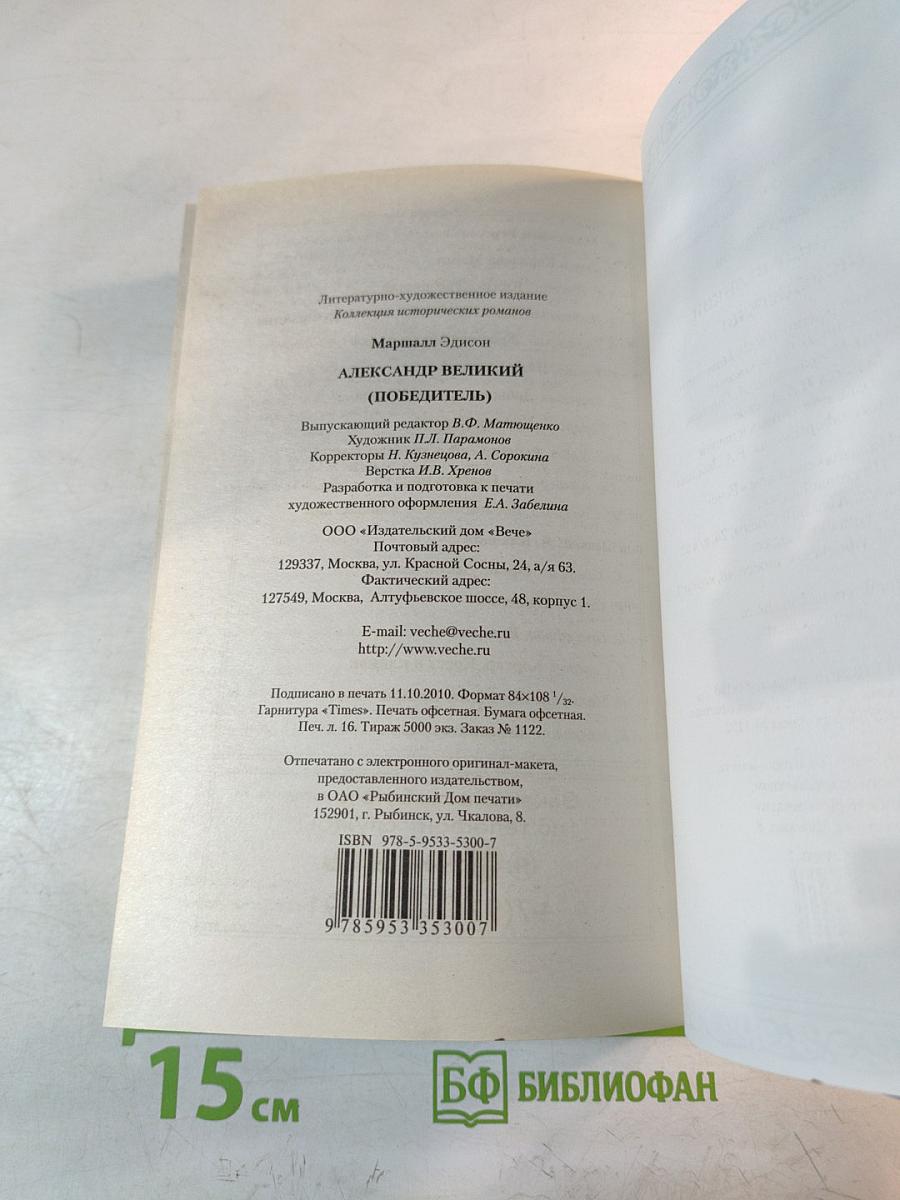 Литературно-художественное издание
Коллекция исторических романов
Маршалл Эдисон
АЛЕКСАНДР ВЕЛИКИЙ
(ПОБЕДИТЕЛЬ)
Выпускающий редактор В.Ф. Матющенко
Художник П.Л. Парамонов
Корректоры Н. Кузнецова, А. Сорокина
Верстка И.В. Хренов
Разработка и подготовка к печати
художественного оформления Е.А. Забелина
ООО «Издательский дом «Вече»
Почтовый адрес:
129337, Москва, ул. Красной Сосны, 24, а/я 63.
Фактический адрес:
127549, Москва, Алтуфьевское шоссе, 48, корпус 1.
E-mail: veche@veche.ru
http://www.veche.ru
Подписано в печать 11.10.2010. Формат 84×108 1/32.
Гарнитура «Times». Печать офсетная. Бумага офсетная.
Печ. л. 16. Тираж 5000 экз. Заказ № 1122.
Отпечатано с электронного оригинал-макета,
предоставленного издательством,
в ОАО «Рыбинский Дом печати»
152901, г. Рыбинск, ул. Чкалова, 8.
ISBN 978-5-9533-5300-7
9 785953 353007
15 см
БФ БИБЛИОФАН